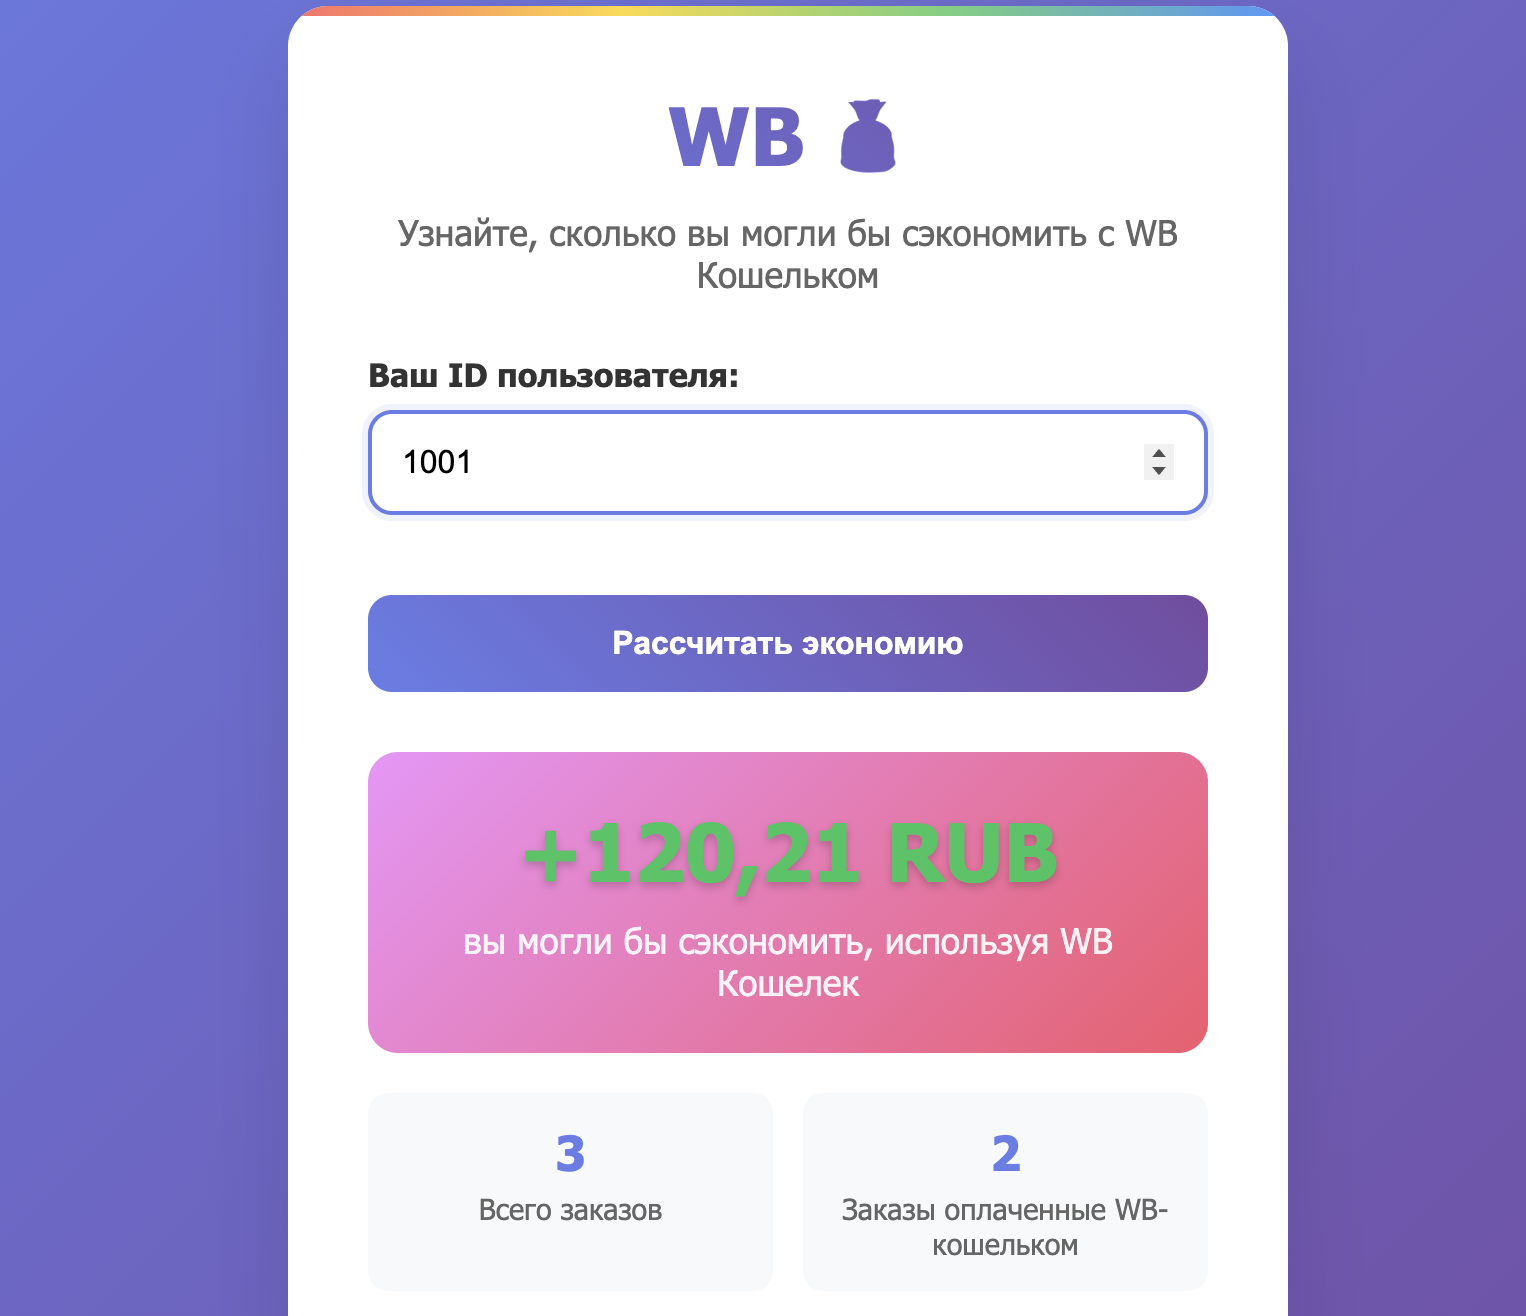 WB
Узнайте, сколько вы могли бы сэкономить с WB
Кошельком
Ваш ID пользователя:
1001
Рассчитать экономию
+120,21 RUB
вы могли бы сэкономить, используя WB
Кошелек
3
Всего заказов
2
Заказы оплаченные WB-
кошельком